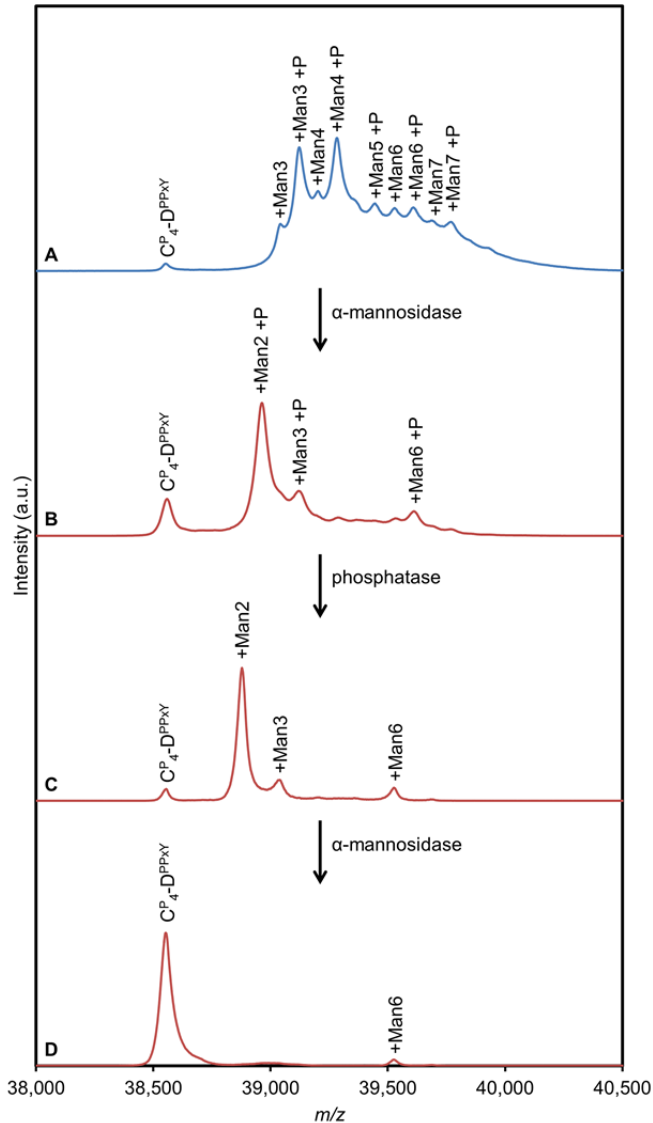 +Man3
+Man3 +P
+Man4
+Man4 +P
+Man5 +P
+Man6
+Man6 +P
+Man7
+Man7 +P
Cᴾ₄-Dᴾᴾˣʸ
A
α-mannosidase
Cᴾ₄-Dᴾᴾˣʸ
+Man2 +P
+Man3 +P
+Man6 +P
B
phosphatase
Intensity (a.u.)
Cᴾ₄-Dᴾᴾˣʸ
+Man2
+Man3
+Man6
C
α-mannosidase
Cᴾ₄-Dᴾᴾˣʸ
+Man6
D
38,000 38,500 39,000 39,500 40,000 40,500
m/z